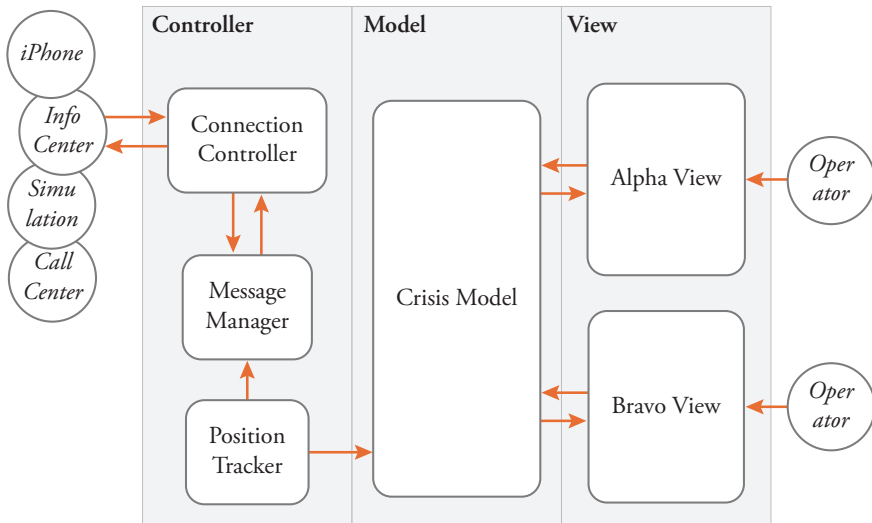 Controller
Model
View
iPhone
Info
Center
Simu
lation
Call
Center
Connection
Controller
Message
Manager
Position
Tracker
Crisis Model
Alpha View
Bravo View
Oper
ator
Oper
ator